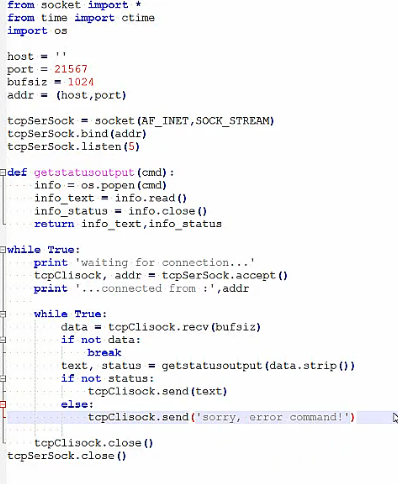 from socket import *
from time import ctime
import os
host = ''
port = 21567
bufsiz = 1024
addr = (host,port)
tcpSerSock = socket(AF_INET,SOCK_STREAM)
tcpSerSock.bind(addr)
tcpSerSock.listen(5)
def getstatusoutput(cmd):
info = os.popen(cmd)
info_text = info.read()
info_status = info.close()
return info_text,info_status
while True:
print 'waiting for connection...'
tcpClisock, addr = tcpSerSock.accept()
print '...connected from :',addr
while True:
data = tcpClisock.recv(bufsiz)
if not data:
break
text, status = getstatusoutput(data.strip())
if not status:
tcpClisock.send(text)
else:
tcpClisock.send('sorry, error command!')
tcpClisock.close()
tcpSerSock.close()